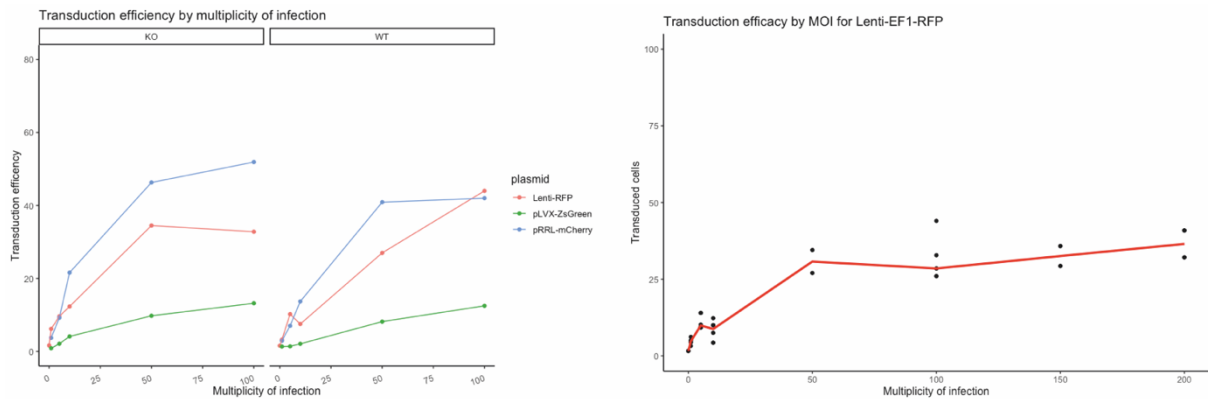 Transduction efficiency by multiplicity of infection
KO
WT
80
60
40
20
0
Transduction efficency
0
25
50
75
100
0
25
50
75
100
Multiplicity of infection
plasmid
Lenti-RFP
pLVX-ZsGreen
pRRL-mCherry
Transduction efficacy by MOI for Lenti-EF1-RFP
100
75
50
25
0
Transduced cells
0
50
100
150
200
Multiplicity of infection